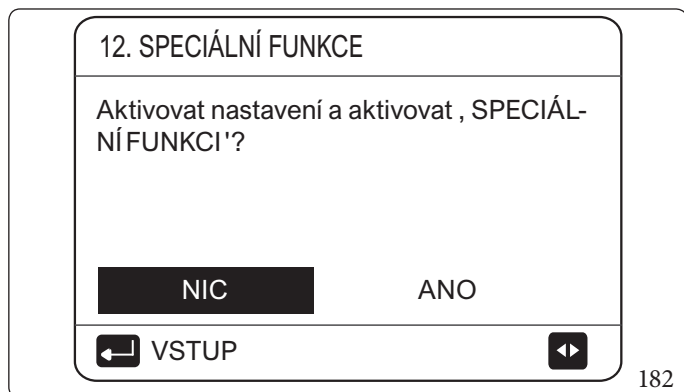 12. SPECIÁLNÍ FUNKCE
Aktivovat nastavení a aktivovat , SPECIÁL-
NÍ FUNKCI '?
NIC ANO
VSTUP
182